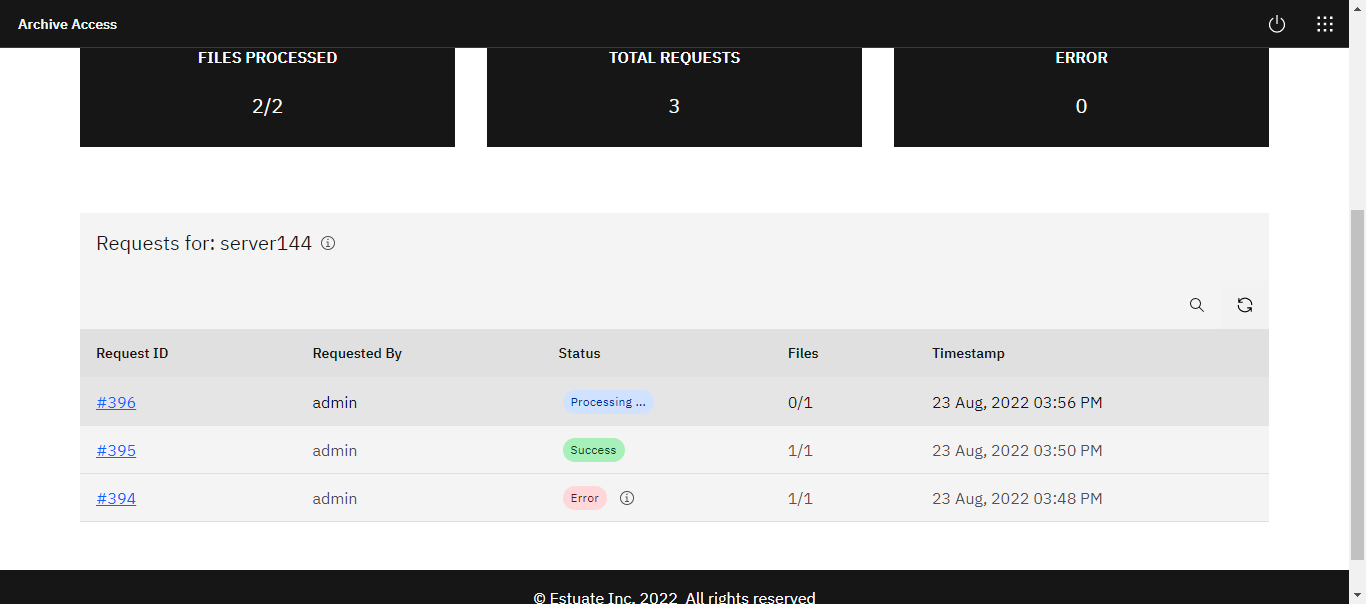 Archive Access
FILES PROCESSED TOTAL REQUESTS ERROR
2/2 3 0
Requests for: server144
Request ID Requested By Status Files Timestamp
#396 admin Processing ... 0/1 23 Aug, 2022 03:56 PM
#395 admin Success 1/1 23 Aug, 2022 03:50 PM
#394 admin Error 1/1 23 Aug, 2022 03:48 PM
© Estuate Inc. 2022 All rights reserved